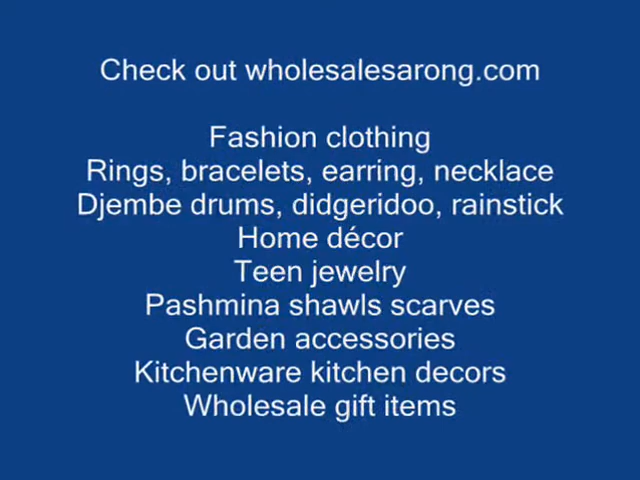 Check out wholesalesarong.com
Fashion clothing
Rings, bracelets, earring, necklace
Djembe drums, didgeridoo, rainstick
Home décor
Teen jewelry
Pashmina shawls scarves
Garden accessories
Kitchenware kitchen decors
Wholesale gift items